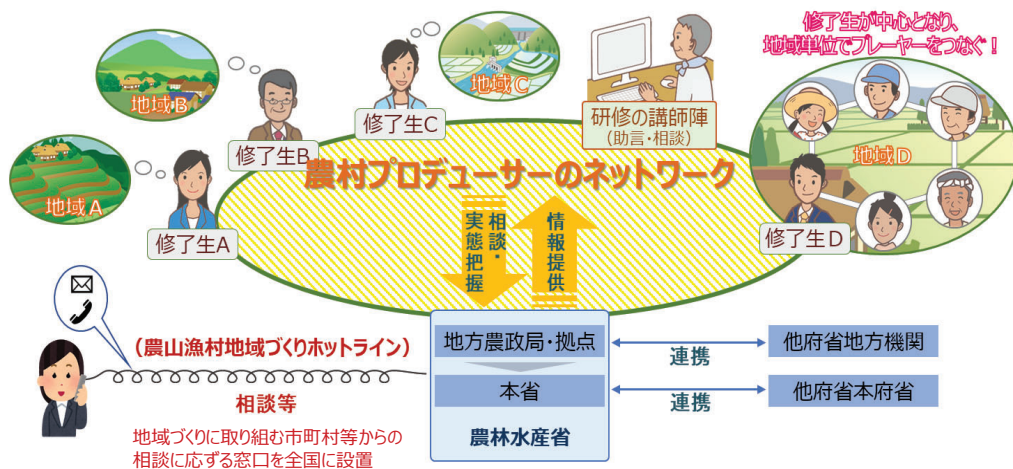 修了生が中心となり、
地域単位でプレーヤーをつなぐ！
地域B
地域C
修了生C
研修の講師陣
（助言・相談）
修了生B
地域D
地域A
農村プロデューサーのネットワーク
修了生A
修了生D
相談・
実態把握
情報提供
（農山漁村地域づくりホットライン）
地方農政局・拠点
連携
他府省地方機関
相談等
本省
連携
他府省本府省
農林水産省
地域づくりに取り組む市町村等からの
相談に応ずる窓口を全国に設置